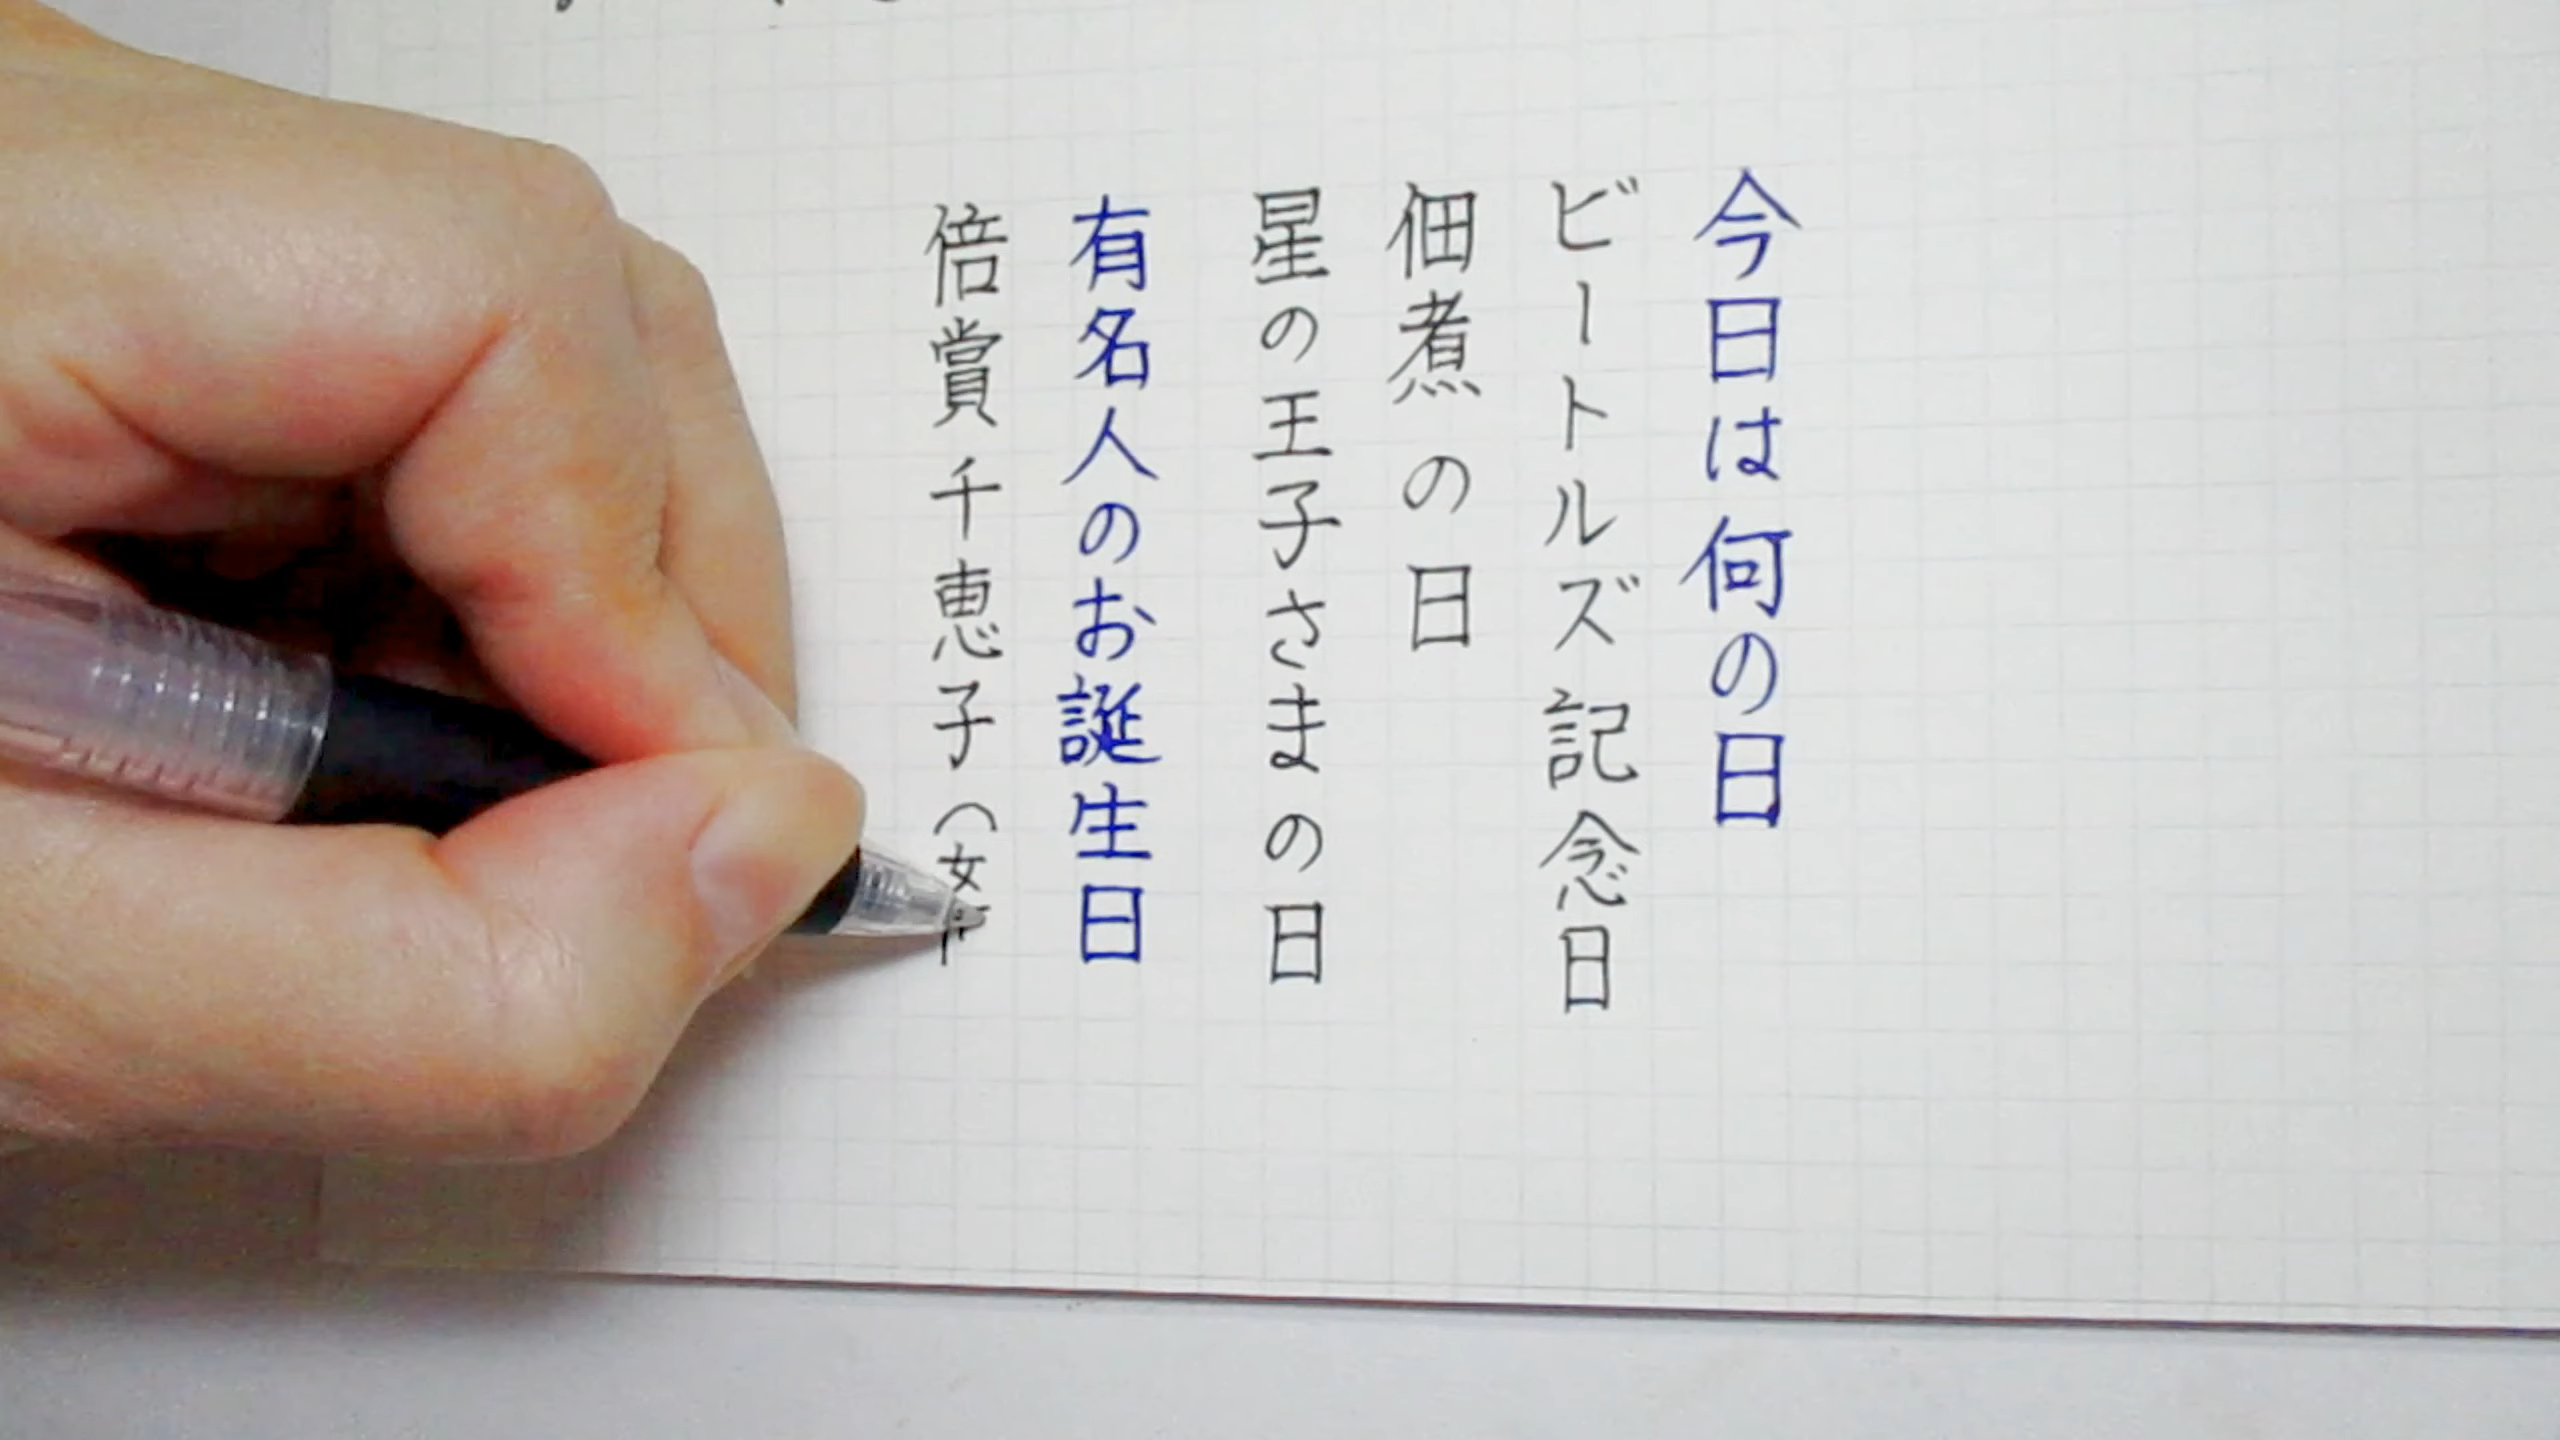 今日は何の日
ビートルズ記念日
佃煮の日
星の王子さまの日
有名人のお誕生日
倍賞千恵子（女